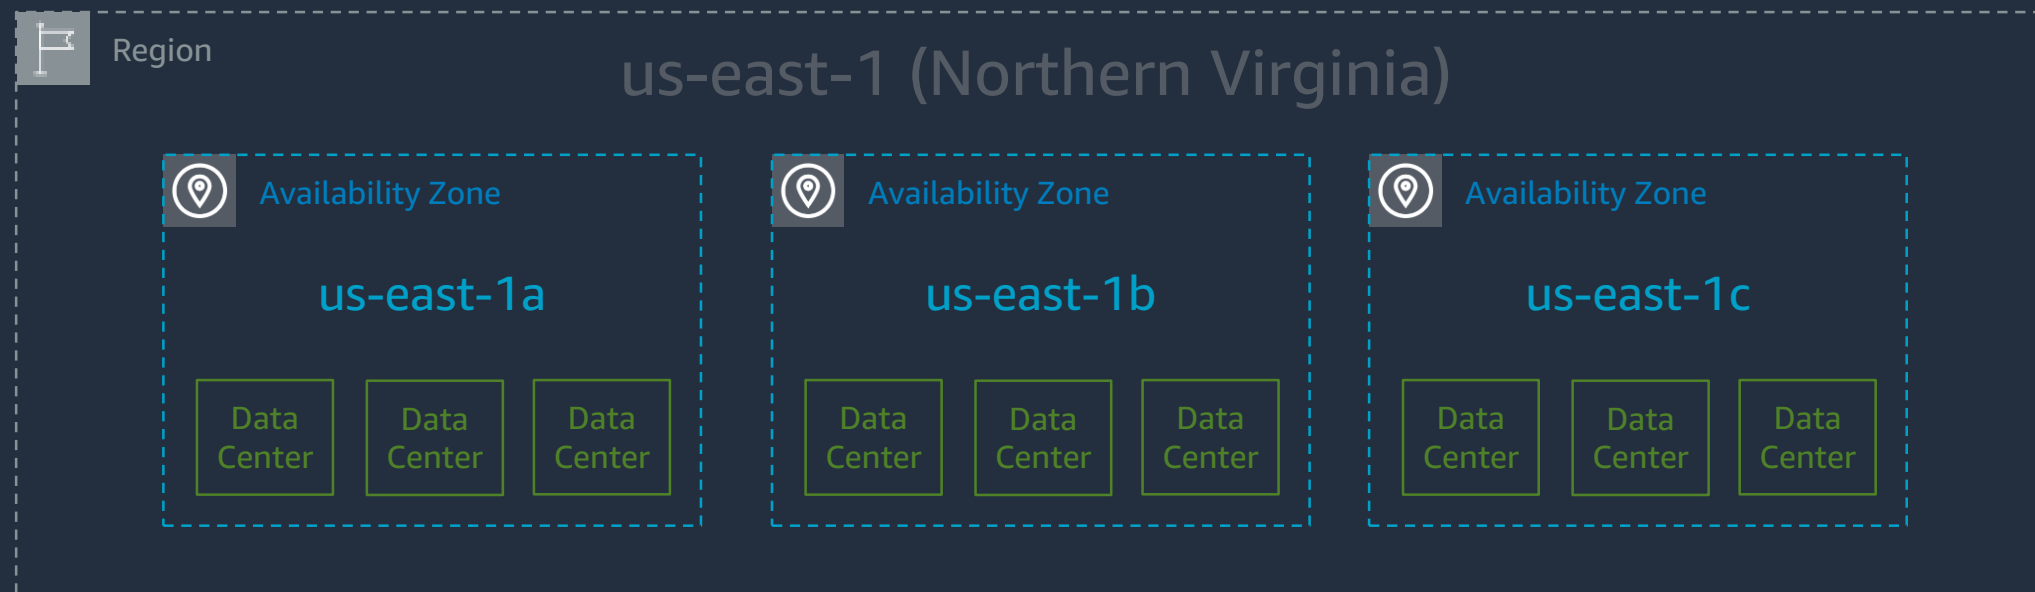 Region
us-east-1 (Northern Virginia)
Availability Zone
us-east-1a
Data
Center
Data
Center
Data
Center
Availability Zone
us-east-1b
Data
Center
Data
Center
Data
Center
Availability Zone
us-east-1c
Data
Center
Data
Center
Data
Center